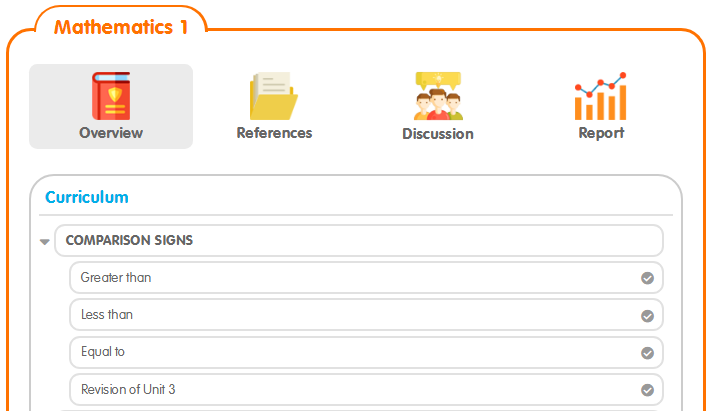 Mathematics 1
Overview
References
Discussion
Report
Curriculum
COMPARISON SIGNS
Greater than
Less than
Equal to
Revision of Unit 3